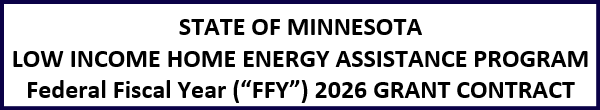 STATE OF MINNESOTA
LOW INCOME HOME ENERGY ASSISTANCE PROGRAM
Federal Fiscal Year (“FFY”) 2026 GRANT CONTRACT